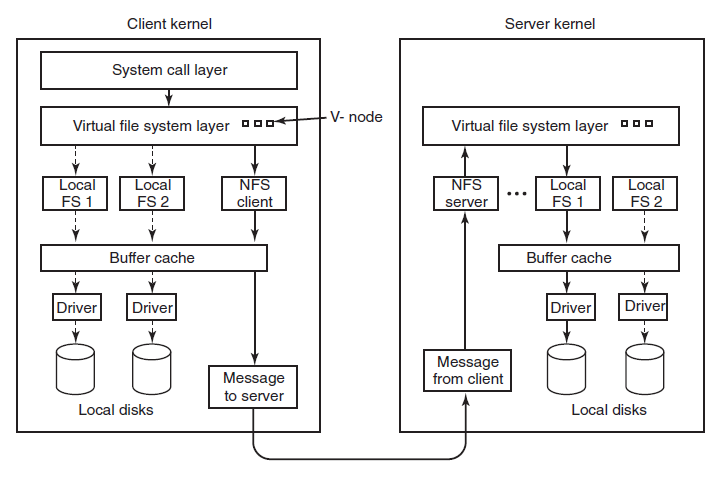 Client kernel
Server kernel
System call layer
Virtual file system layer
V- node
Virtual file system layer
Local
FS 1
Local
FS 2
NFS
client
NFS
server
Local
FS 1
Local
FS 2
Buffer cache
Buffer cache
Driver
Driver
Driver
Driver
Message
to server
Message
from client
Local disks
Local disks